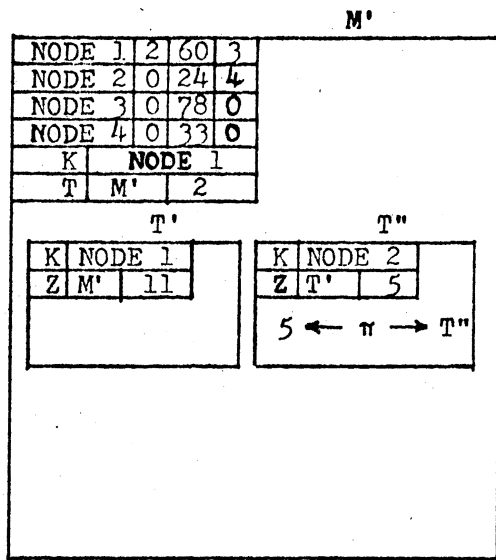 M'
NODE 1 2 60 3
NODE 2 0 24 4
NODE 3 0 78 0
NODE 4 0 33 0
K NODE 1
T M' 2
T' T"
K NODE 1 K NODE 2
Z M' 11 Z T' 5
5 ← π → T"